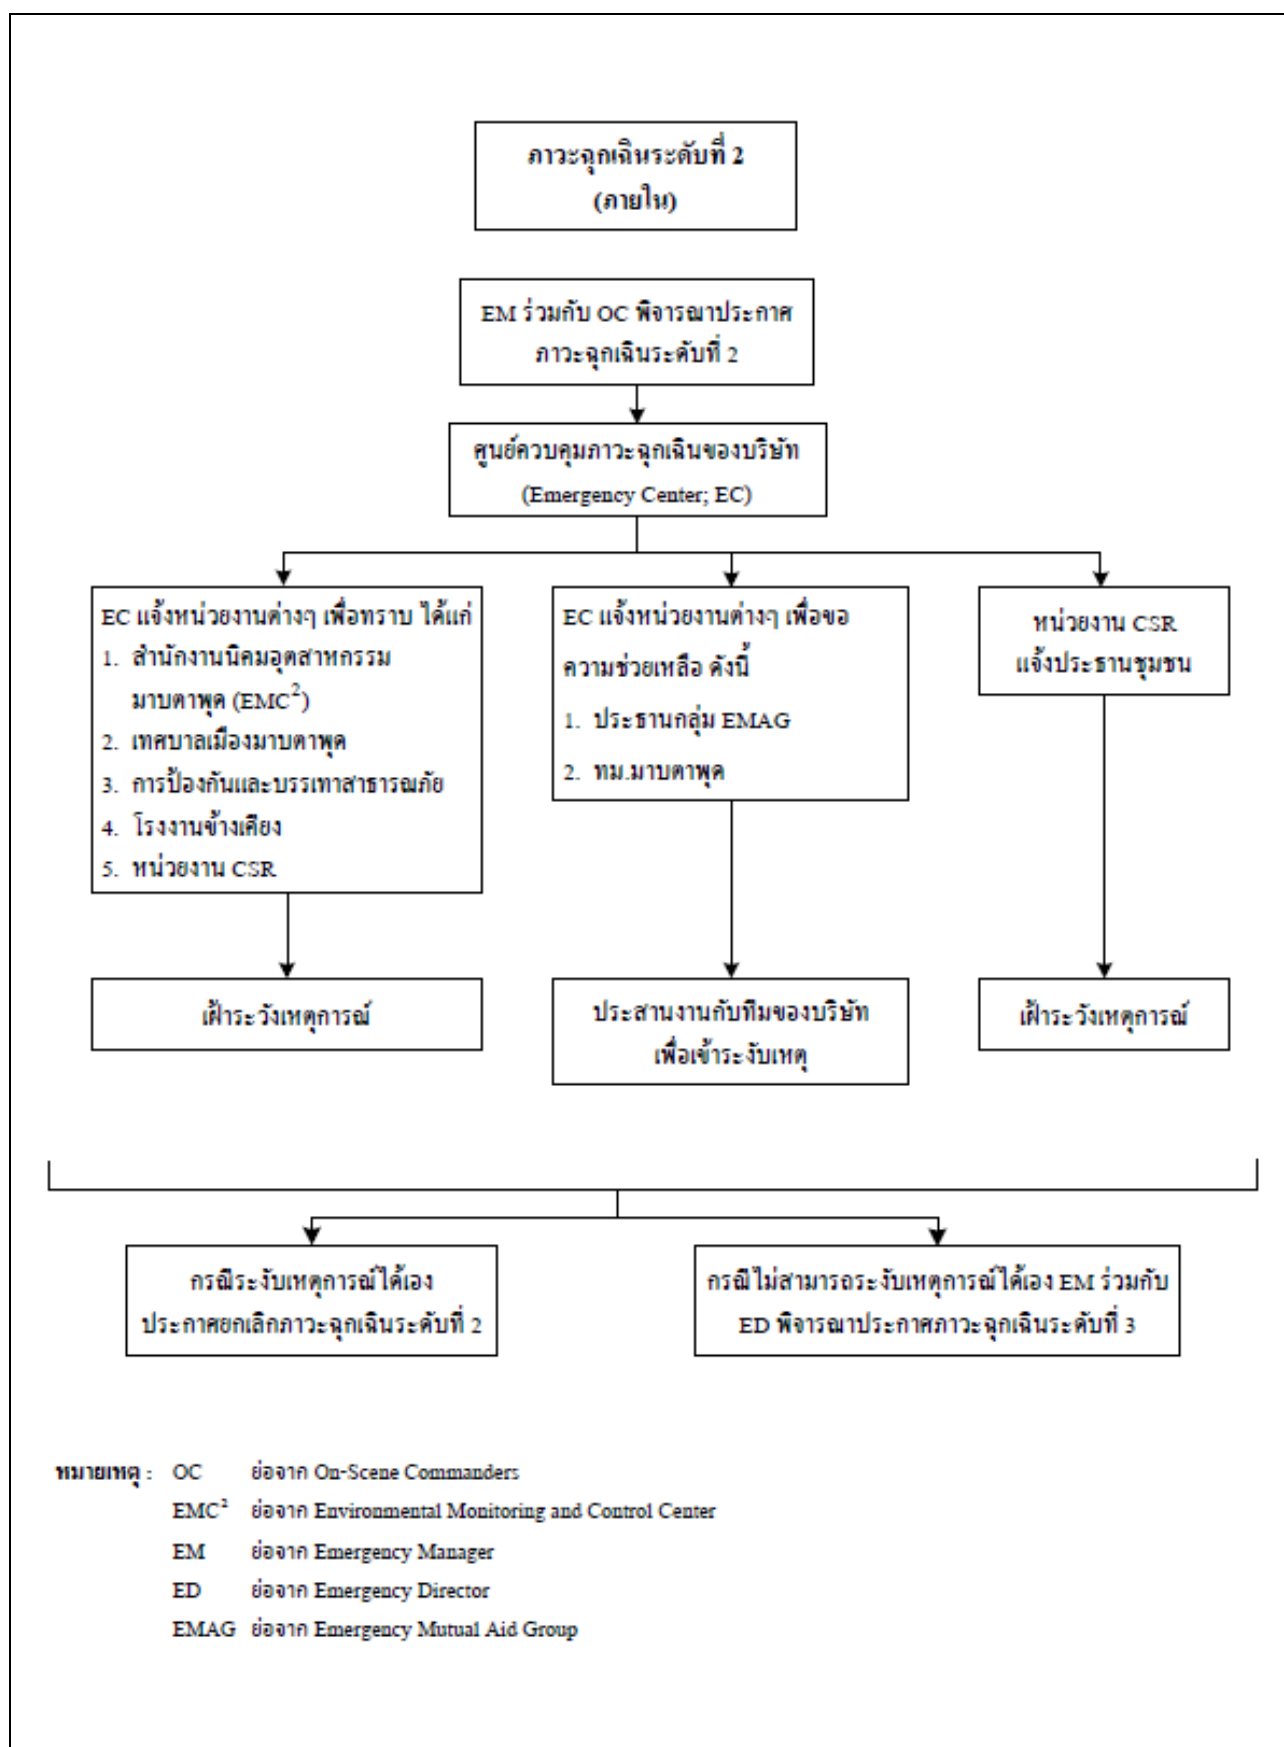 ภาวะฉุกเฉินระดับที่ 2
(ภายใน)
EM ร่วมกับ OC พิจารณาประกาศ
ภาวะฉุกเฉินระดับที่ 2
ศูนย์ควบคุมภาวะฉุกเฉินของบริษัท
(Emergency Center; EC)
EC แจ้งหน่วยงานต่างๆ เพื่อทราบ ได้แก่
1. สำนักงานนิคมอุตสาหกรรม
มาบตาพุด (EMC²)
2. เทศบาลเมืองมาบตาพุด
3. การป้องกันและบรรเทาสาธารณภัย
4. โรงงานข้างเคียง
5. หน่วยงาน CSR
EC แจ้งหน่วยงานต่างๆ เพื่อขอ
ความช่วยเหลือ ดังนี้
1. ประธานกลุ่ม EMAG
2. ทม.มาบตาพุด
หน่วยงาน CSR
แจ้งประธานชุมชน
เฝ้าระวังเหตุการณ์
ประสานงานกับทีมของบริษัท
เพื่อเข้าระงับเหตุ
เฝ้าระวังเหตุการณ์
กรณีระงับเหตุการณ์ได้เอง
ประกาศยกเลิกภาวะฉุกเฉินระดับที่ 2
กรณีไม่สามารถระงับเหตุการณ์ได้เอง EM ร่วมกับ
ED พิจารณาประกาศภาวะฉุกเฉินระดับที่ 3
หมายเหตุ : OC ย่อจาก On-Scene Commanders
EMC² ย่อจาก Environmental Monitoring and Control Center
EM ย่อจาก Emergency Manager
ED ย่อจาก Emergency Director
EMAG ย่อจาก Emergency Mutual Aid Group